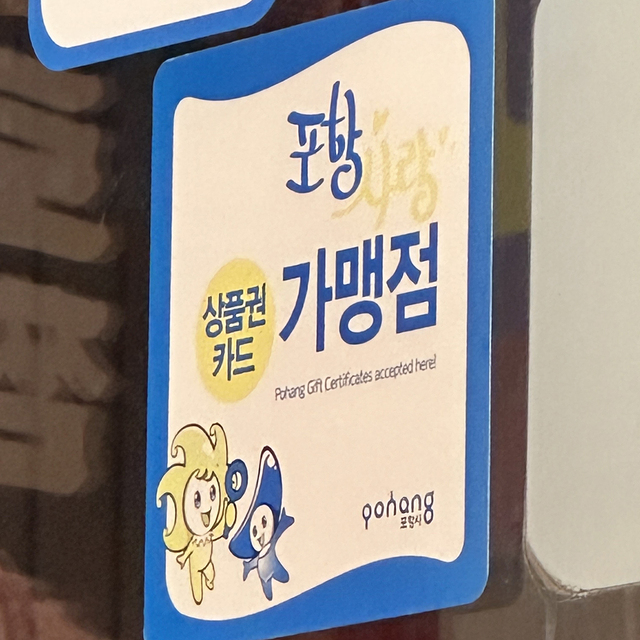 포항사랑
상품권
카드
가맹점
Pohang Gift Certificates accepted here!
pohang
포항시